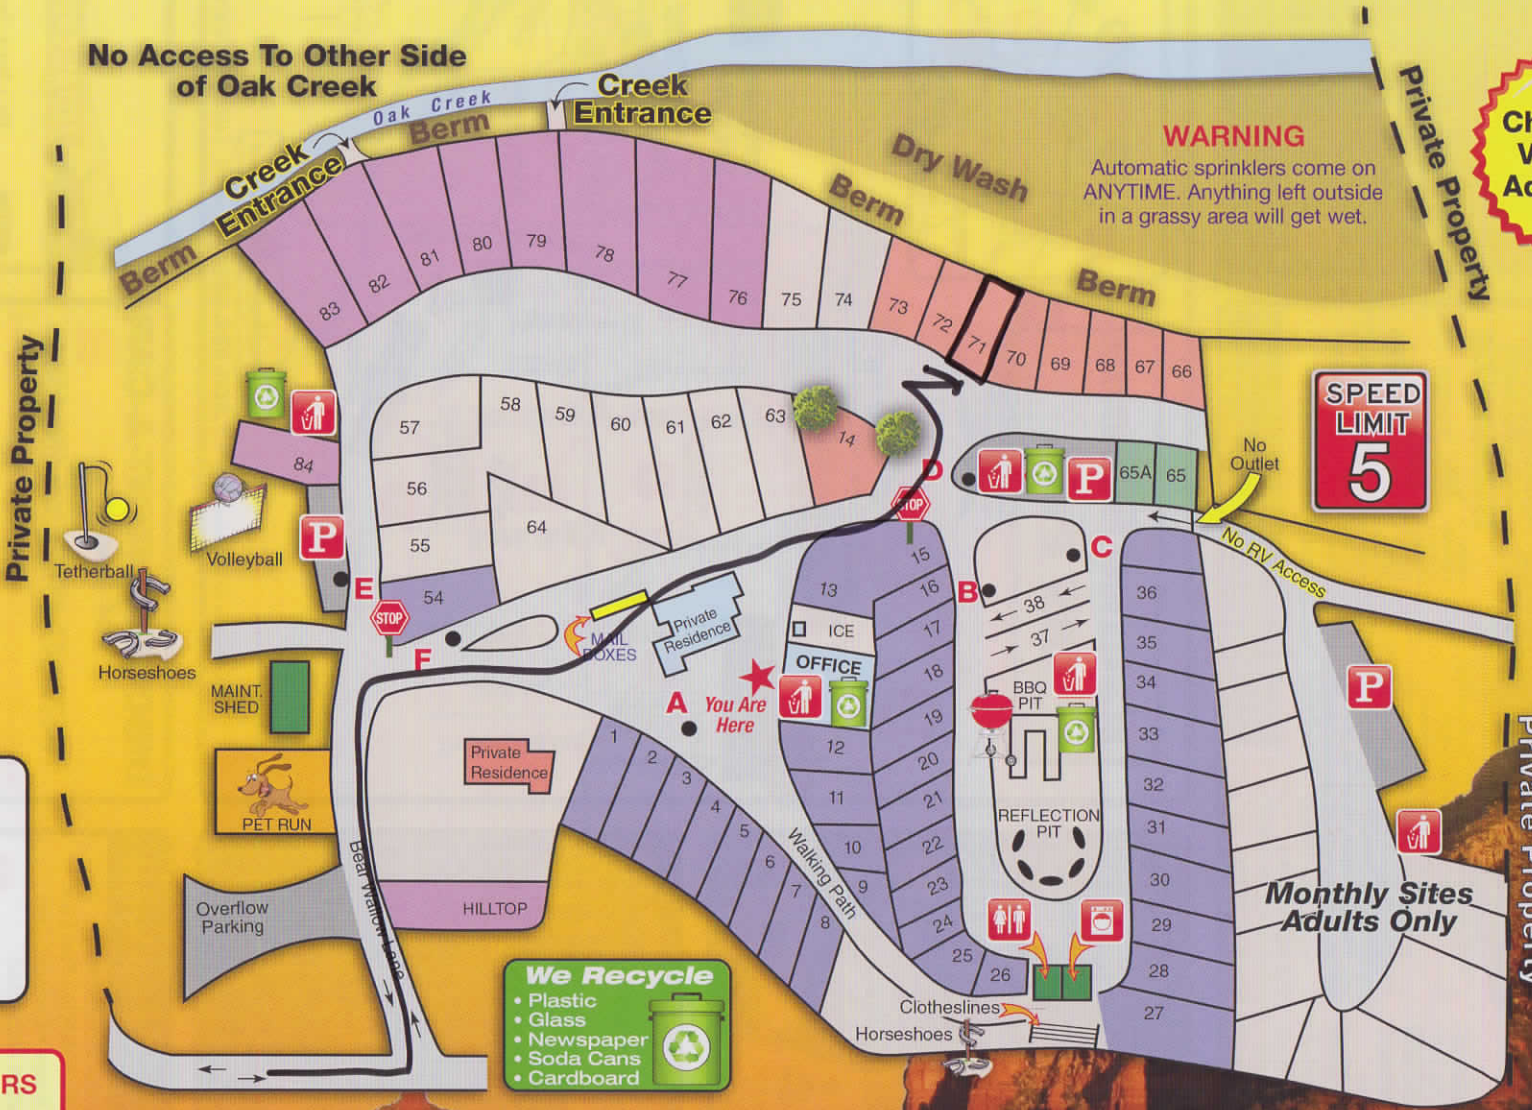 No Access To Other Side
of Oak Creek
Oak Creek
Creek
Entrance
Creek
Entrance
Berm
Berm
Dry Wash
Berm
Berm
WARNING
Automatic sprinklers come on
ANYTIME. Anything left outside
in a grassy area will get wet.
Private Property
Private Property
Private Property
83
82
81
80
79
78
77
76
75
74
73
72
71
70
69
68
67
66
SPEED
LIMIT
5
No
Outlet
No RV Access
57
58
59
60
61
62
63
14
56
55
64
54
84
P
Volleyball
Tetherball
Horseshoes
E
STOP
F
D
STOP
P
65A
65
B
C
38
37
MAIL
BOXES
Private
Residence
13
ICE
OFFICE
A
You Are
Here
15
16
17
18
19
20
21
22
23
24
25
26
12
11
10
9
1
2
3
4
5
6
7
8
Walking Path
BBQ
PIT
REFLECTION
PIT
36
35
34
33
32
31
30
29
28
27
P
Monthly Sites
Adults Only
MAINT.
SHED
PET RUN
Private
Residence
HILLTOP
Overflow
Parking
Bear Wallow Lane
We Recycle
• Plastic
• Glass
• Newspaper
• Soda Cans
• Cardboard
Clotheslines
Horseshoes
RS